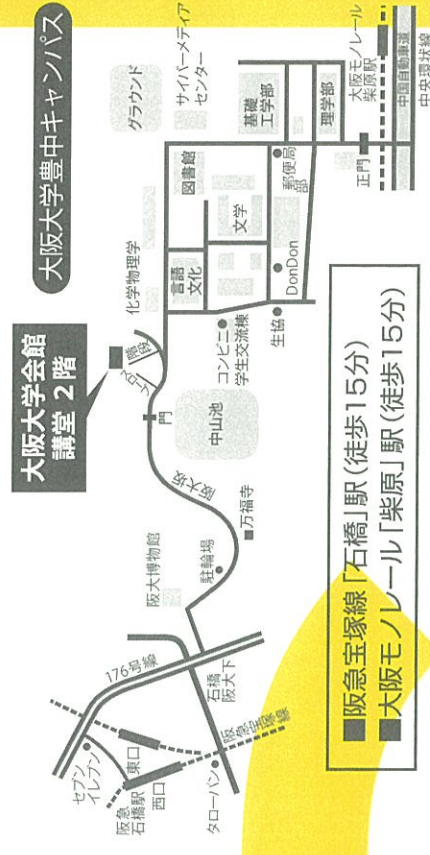 大阪大学豊中キャンパス
大阪大学会館
講堂 2階
グラウンド
サイバーメディア
センター
化学物理学
図書館
基礎
工学部
理学部
大阪モノレール
柴原駅
中国自動車道
中央環状線
正門
郵便局
文学
部
言語
文化
DonDon
生協
コンビニ
学生交流棟
スロープ
階段
門
中山池
阪大坂
万福寺
阪大博物館
駐輪場
176号線
石橋
阪大下
セブン
イレブン
東口
阪急
石橋駅
西口
阪急宝塚線
タローパン
■阪急宝塚線「石橋」駅(徒歩15分)
■大阪モノレール「柴原」駅(徒歩15分)